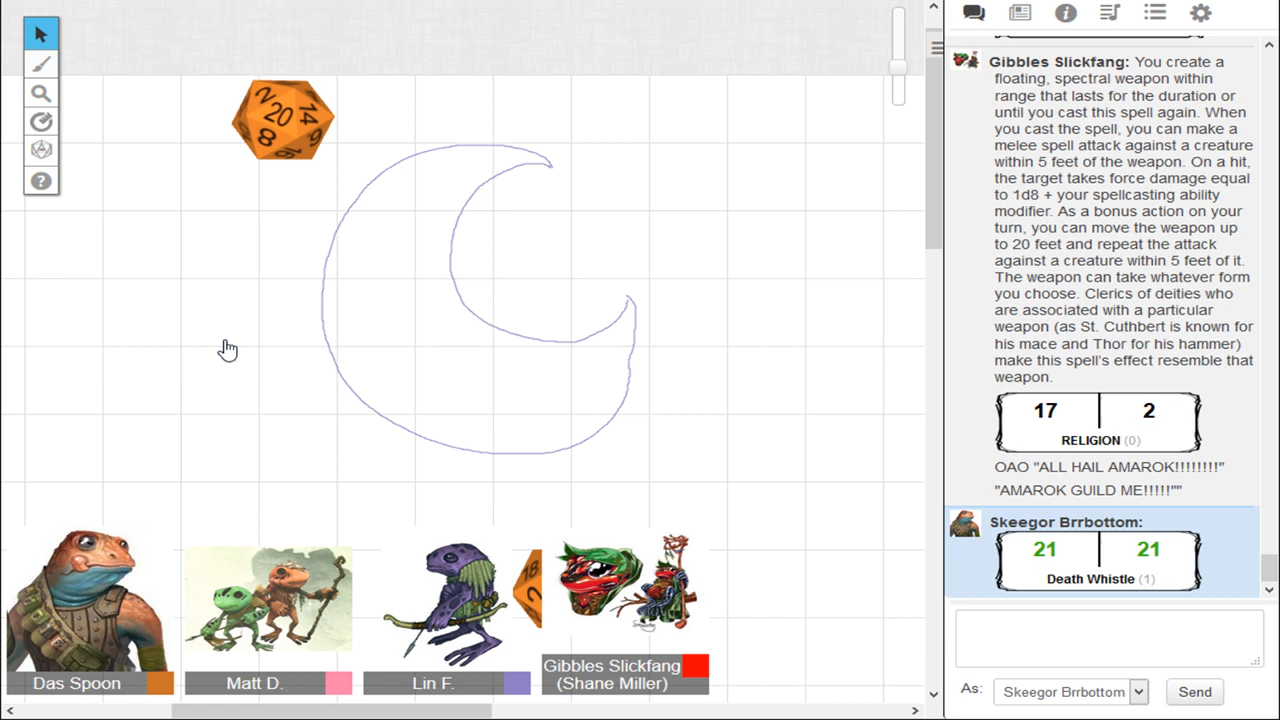 Gibbles Slickfang: You create a
floating, spectral weapon within
range that lasts for the duration or
until you cast this spell again. When
you cast the spell, you can make a
melee spell attack against a creature
within 5 feet of the weapon. On a hit,
the target takes force damage equal
to 1d8 + your spellcasting ability
modifier. As a bonus action on your
turn, you can move the weapon up
to 20 feet and repeat the attack
against a creature within 5 feet of it.
The weapon can take whatever form
you choose. Clerics of deities who
are associated with a particular
weapon (as St. Cuthbert is known for
his mace and Thor for his hammer)
make this spell's effect resemble that
weapon.
17 2
RELIGION (0)
OAO "ALL HAIL AMAROK!!!!!!!!"
"AMAROK GUILD ME!!!!!""
Skeegor Brrbottom:
21 21
Death Whistle (1)
As: Skeegor Brrbottom Send
2 20 14 8 9 16
18 2
Das Spoon
Matt D.
Lin F.
Gibbles Slickfang
(Shane Miller)